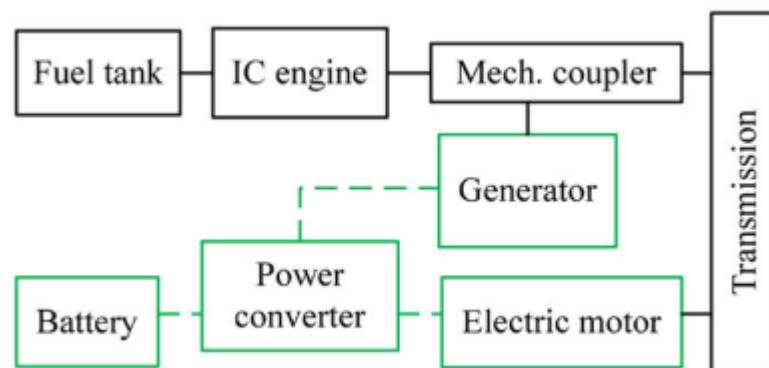 Fuel tank
IC engine
Mech. coupler
Transmission
Generator
Power
converter
Battery
Electric motor